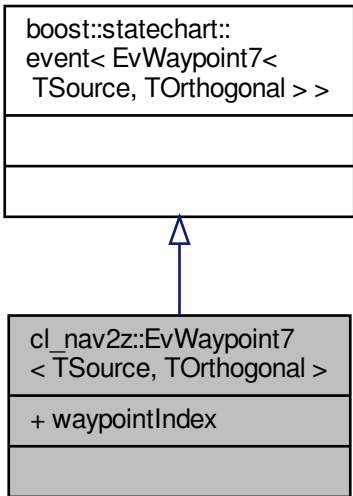 boost::statechart::
event< EvWaypoint7<
TSource, TOrthogonal > >
cl_nav2z::EvWaypoint7
< TSource, TOrthogonal >
+ waypointIndex